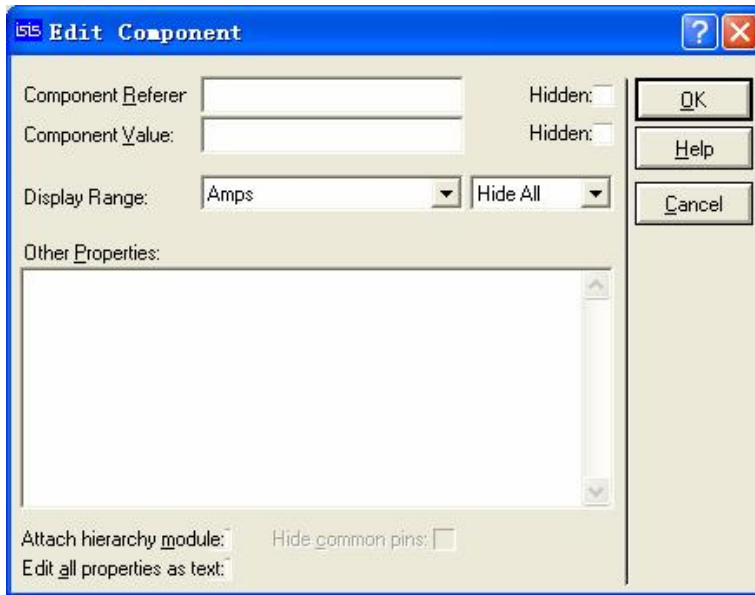 isis Edit Component
Component Referer Hidden:
OK
Component Value: Hidden:
Help
Display Range: Amps Hide All
Cancel
Other Properties:
Attach hierarchy module: Hide common pins:
Edit all properties as text: